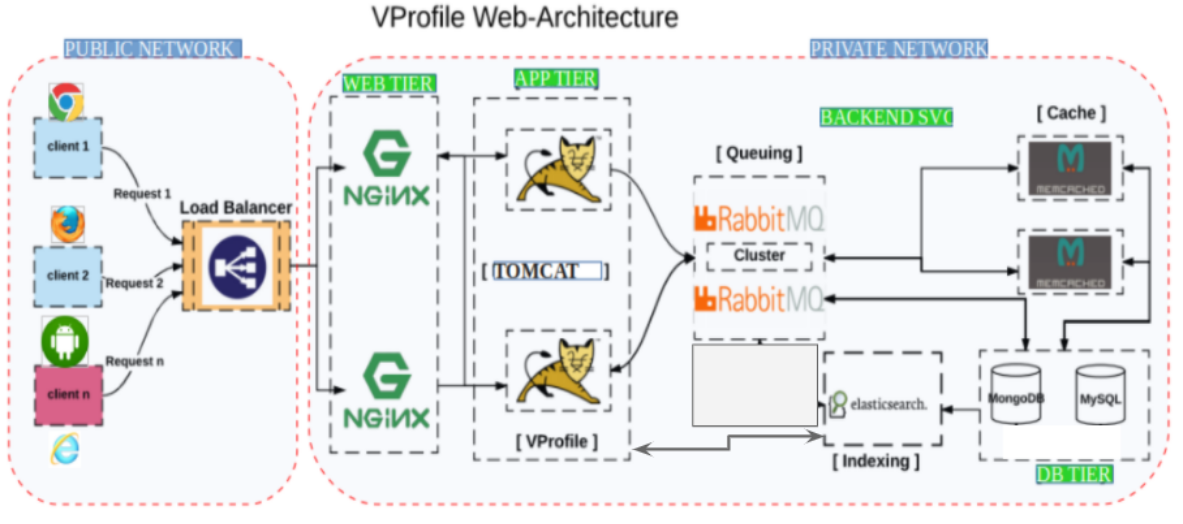 VProfile Web-Architecture
PUBLIC NETWORK
PRIVATE NETWORK
WEB TIER
APP TIER
BACKEND SVC
[ Cache ]
client 1
Request 1
NGiNX
[ Queuing ]
MEMCACHED
Load Balancer
RabbitMQ
client 2
Request 2
[ TOMCAT ]
Cluster
MEMCACHED
RabbitMQ
Request n
client n
NGiNX
elasticsearch.
MongoDB
MySQL
[ VProfile ]
[ Indexing ]
DB TIER